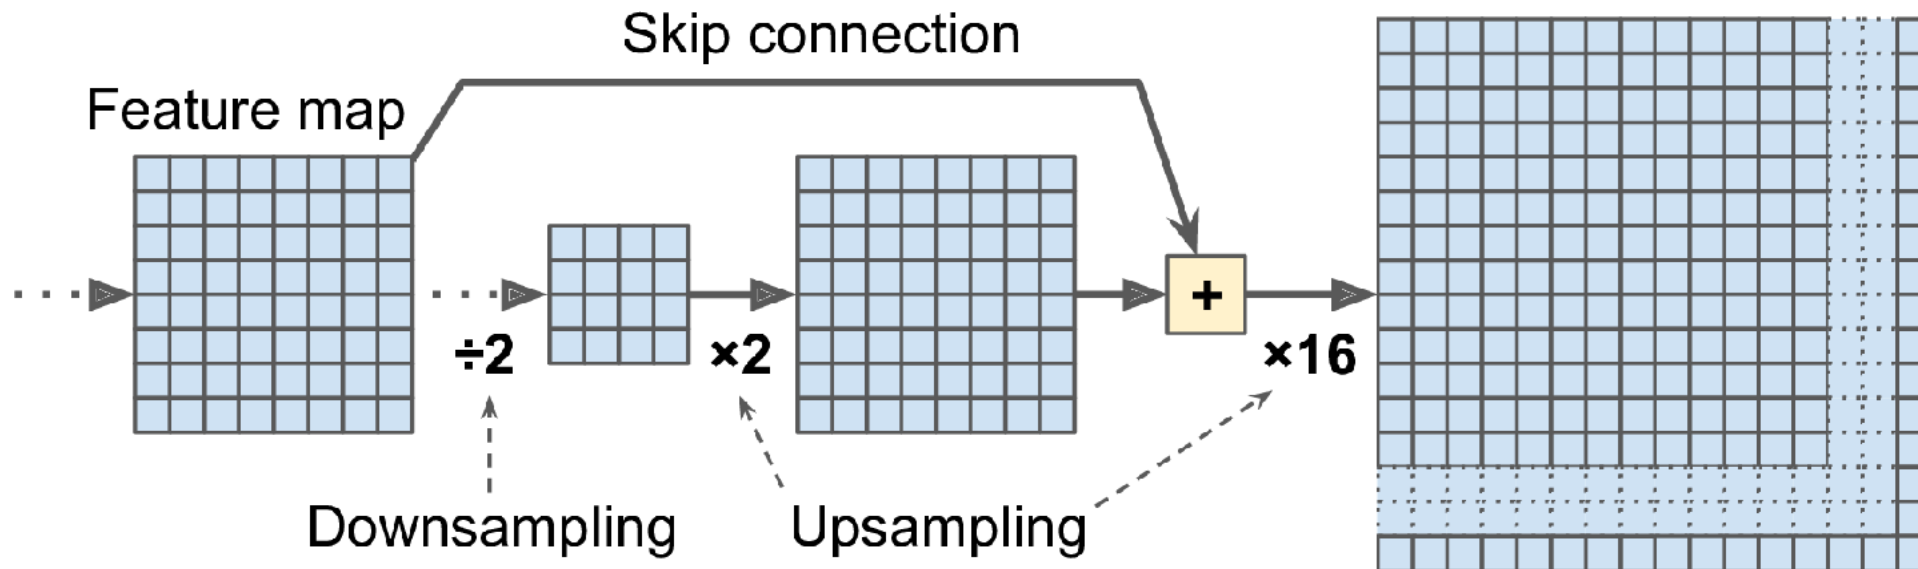 Skip connection
Feature map
+
÷2
×2
×16
Downsampling
Upsampling